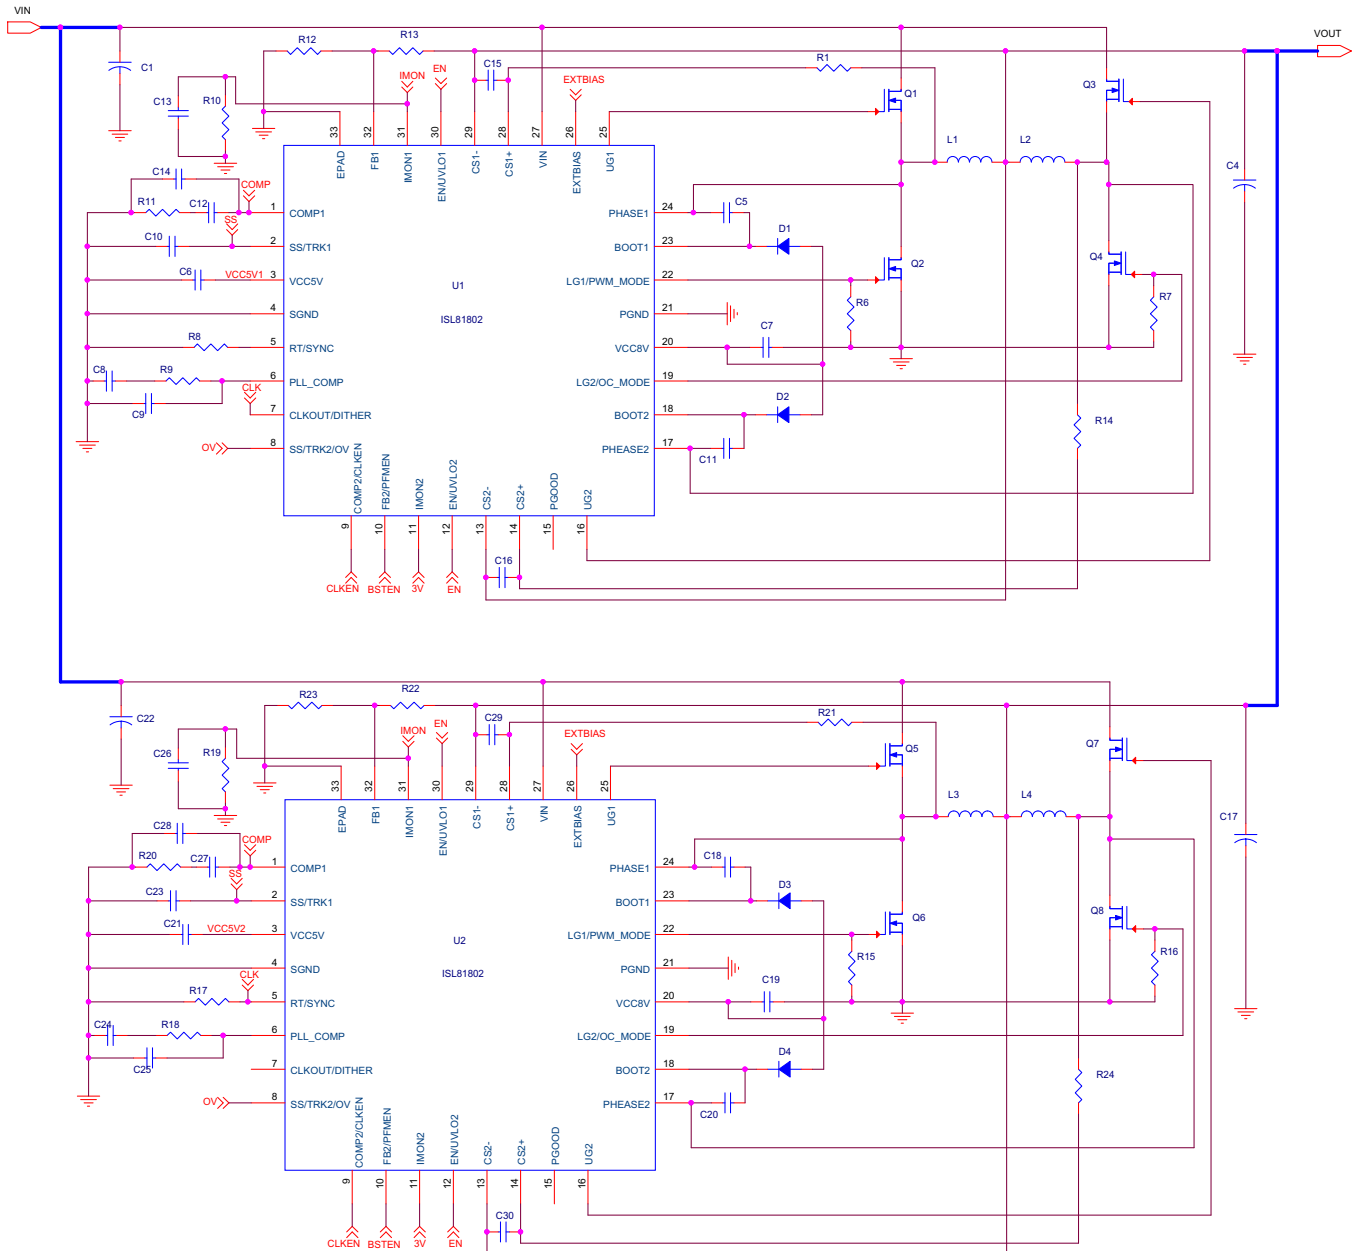 VIN
VOUT
R12
R13
C1
C15
R1
EN
IMON
EXTBIAS
Q1
Q3
C13
R10
33
32
31
30
29
28
27
26
25
EPAD
FB1
IMON1
EN/UVLO1
CS1-
CS1+
VIN
EXTBIAS
UG1
L1
L2
C4
C14
COMP
R11
C12
SS
1
COMP1
PHASE1
24
C5
C10
2
SS/TRK1
BOOT1
23
D1
C6
VCC5V1
3
VCC5V
U1
LG1/PWM_MODE
22
Q2
Q4
R6
R7
4
SGND
ISL81802
PGND
21
R8
5
RT/SYNC
VCC8V
20
C7
C8
R9
6
PLL_COMP
LG2/OC_MODE
19
C9
CLK
7
CLKOUT/DITHER
BOOT2
18
D2
R14
OV
8
SS/TRK2/OV
PHEASE2
17
C11
COMP2/CLKEN
FB2/PFMEN
IMON2
EN/UVLO2
CS2-
CS2+
PGOOD
UG2
9
10
11
12
13
14
15
16
C16
CLKEN
BSTEN
3V
EN
R23
R22
C22
C29
R21
EN
IMON
EXTBIAS
Q5
Q7
C26
R19
33
32
31
30
29
28
27
26
25
EPAD
FB1
IMON1
EN/UVLO1
CS1-
CS1+
VIN
EXTBIAS
UG1
L3
L4
C17
C28
COMP
R20
C27
SS
1
COMP1
PHASE1
24
C18
C23
2
SS/TRK1
BOOT1
23
D3
C21
VCC5V2
3
VCC5V
U2
LG1/PWM_MODE
22
Q6
Q8
R15
R16
4
SGND
ISL81802
PGND
21
CLK
R17
5
RT/SYNC
VCC8V
20
C19
C24
R18
6
PLL_COMP
LG2/OC_MODE
19
C25
7
CLKOUT/DITHER
BOOT2
18
D4
R24
OV
8
SS/TRK2/OV
PHEASE2
17
C20
COMP2/CLKEN
FB2/PFMEN
IMON2
EN/UVLO2
CS2-
CS2+
PGOOD
UG2
9
10
11
12
13
14
15
16
C30
CLKEN
BSTEN
3V
EN